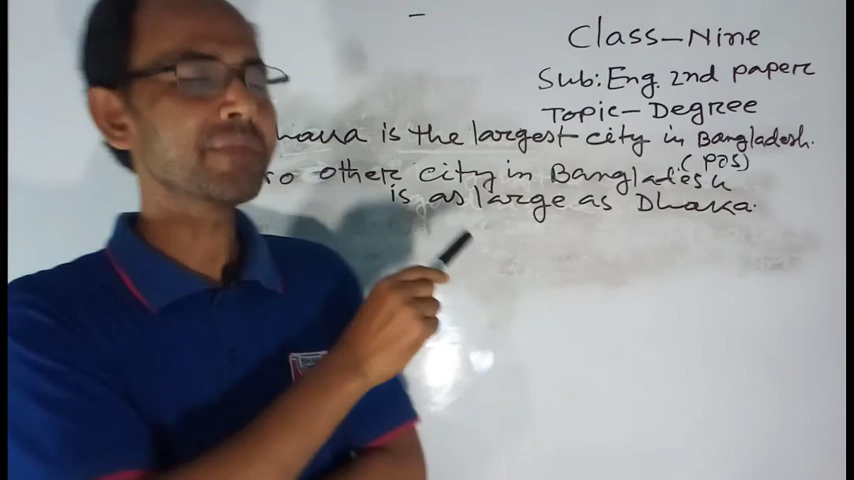 Class-Nine
Sub: Eng. 2nd paper
Topic-Degree
is the largest city in Bangladesh. (pos)
other city in Bangladesh
is as large as Dhaka.